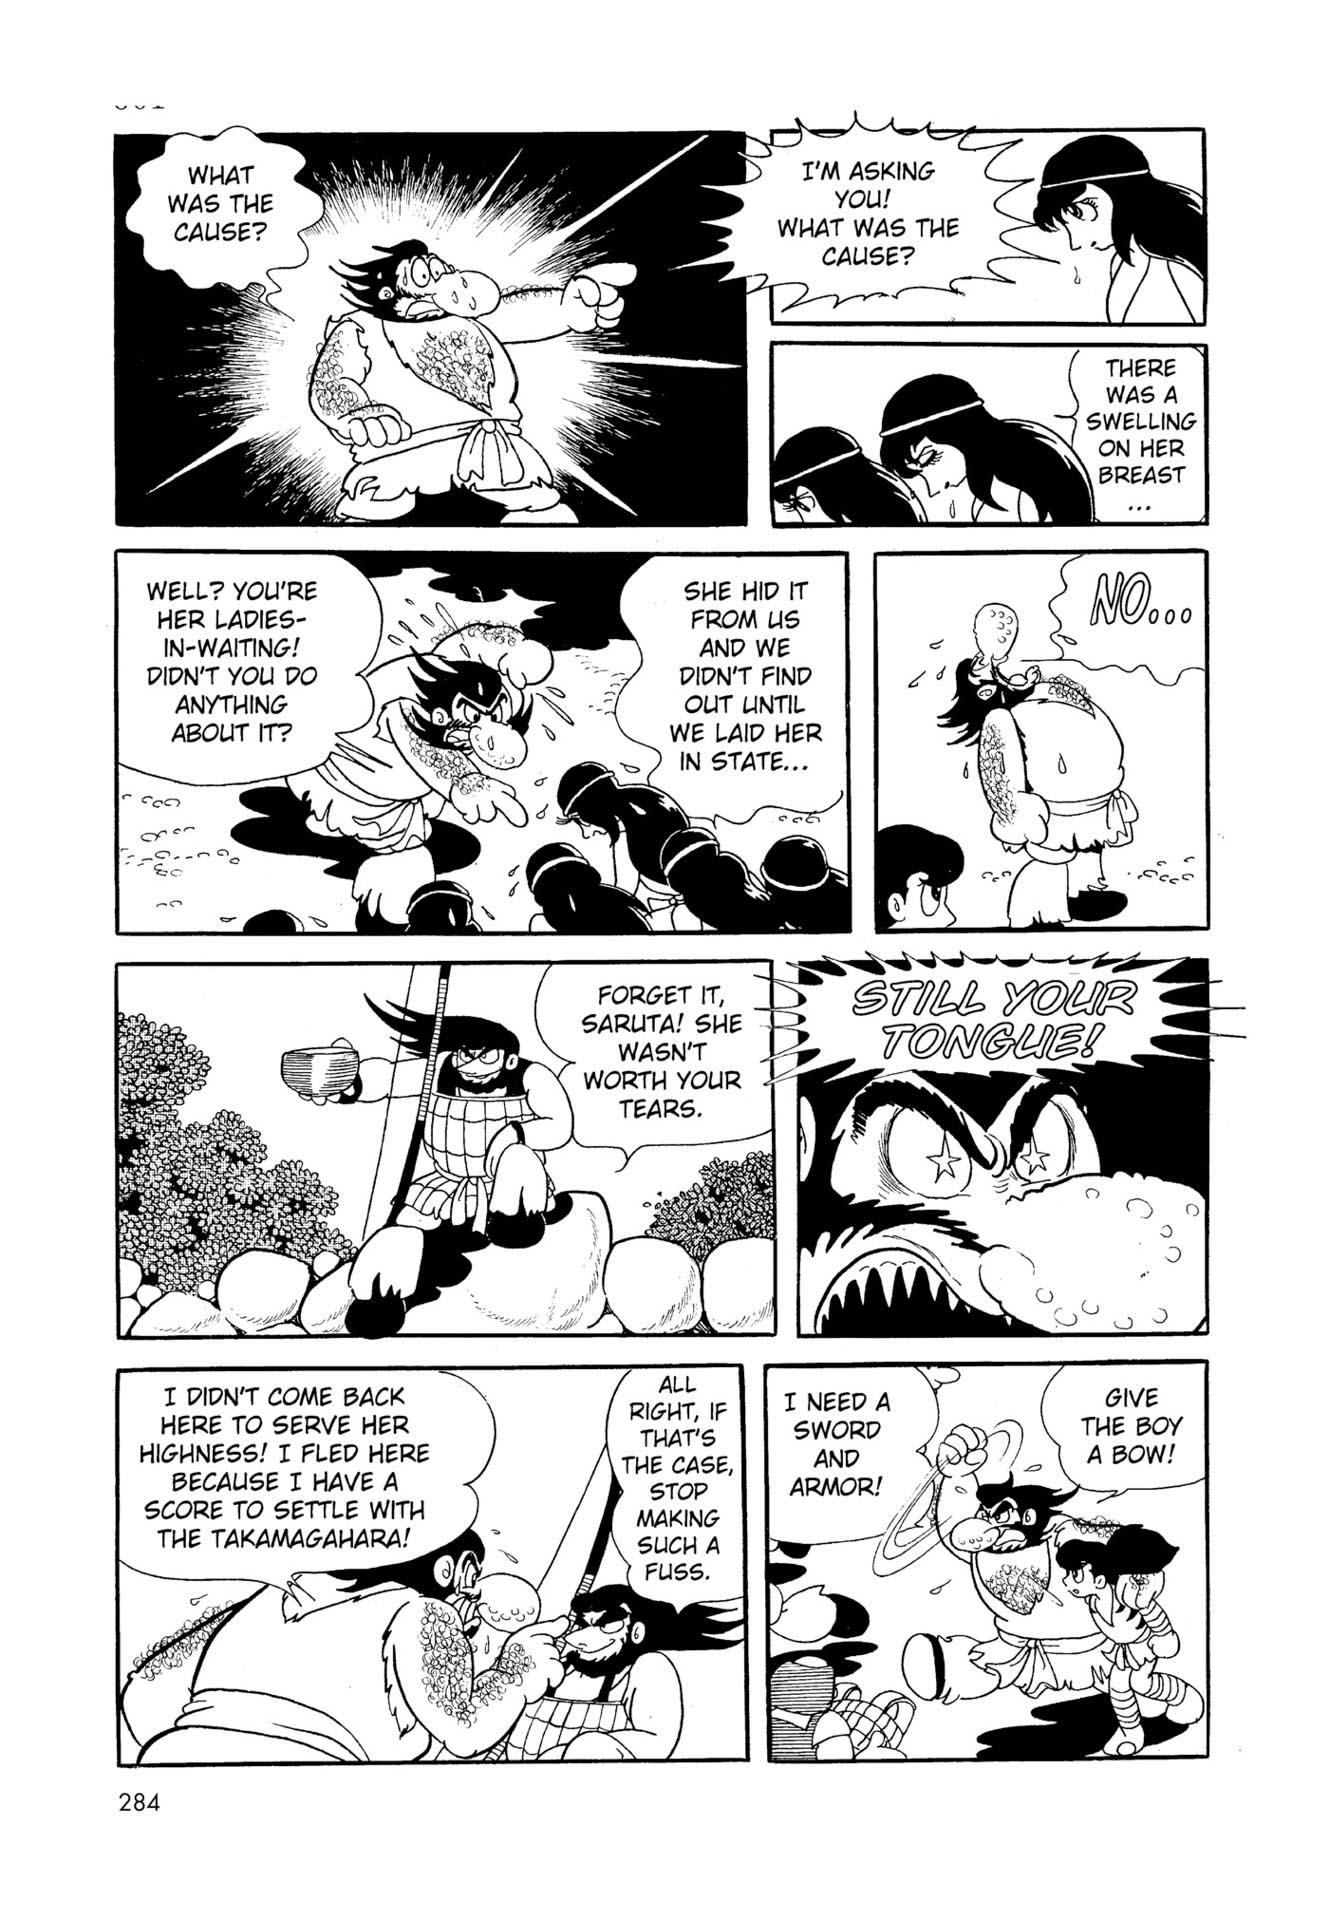 WHAT
WAS THE
CAUSE?
I'M ASKING
YOU!
WHAT WAS THE
CAUSE?
THERE
WAS A
SWELLING
ON HER
BREAST
...
WELL? YOU'RE
HER LADIES-
IN-WAITING!
DIDN'T YOU DO
ANYTHING
ABOUT IT?
SHE HID IT
FROM US
AND WE
DIDN'T FIND
OUT UNTIL
WE LAID HER
IN STATE...
NO...
FORGET IT,
SARUTA! SHE
WASN'T
WORTH YOUR
TEARS.
STILL YOUR
TONGUE!
I DIDN'T COME BACK
HERE TO SERVE HER
HIGHNESS! I FLED HERE
BECAUSE I HAVE A
SCORE TO SETTLE WITH
THE TAKAMAGAHARA!
ALL
RIGHT, IF
THAT'S
THE CASE,
STOP
MAKING
SUCH A
FUSS.
I NEED A
SWORD
AND
ARMOR!
GIVE
THE BOY
A BOW!
284